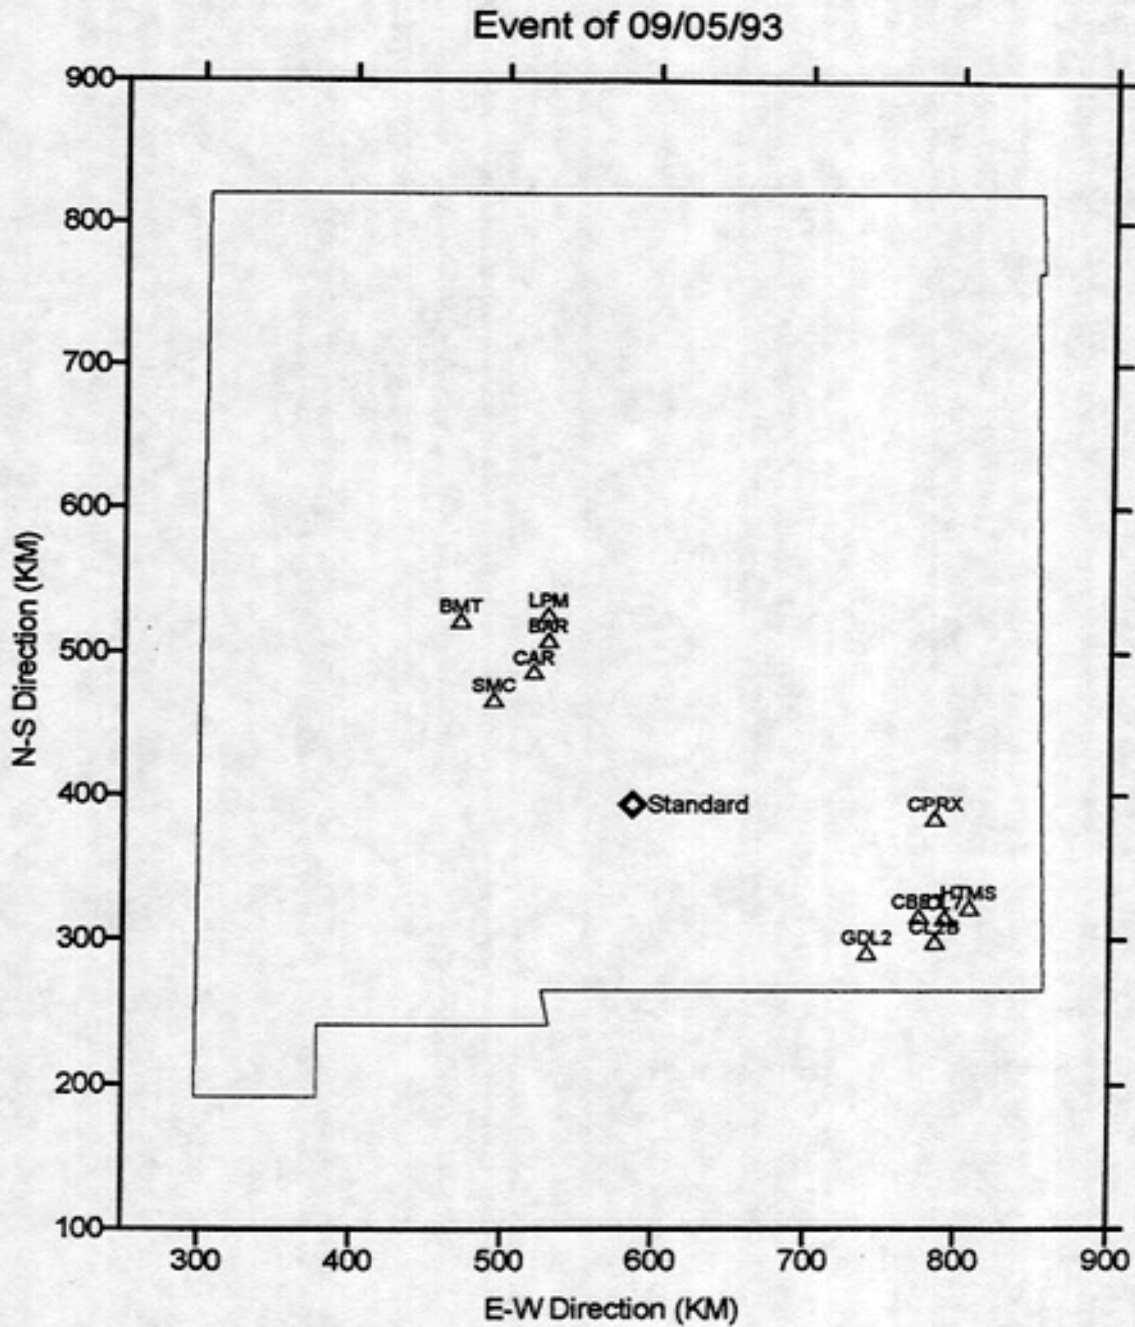 Event of 09/05/93
900
800
700
600
500
400
300
200
100
N-S Direction (KM)
BMT
LPM
BAR
CAR
SMC
Standard
CPRX
HTMS
GDL2
300 400 500 600 700 800 900
E-W Direction (KM)